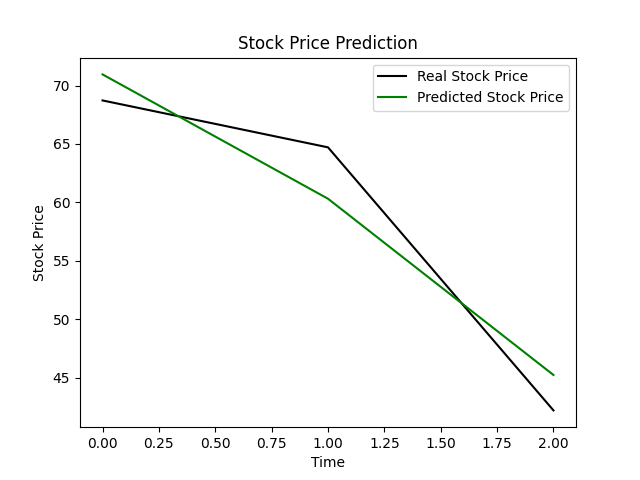 Stock Price Prediction
Real Stock Price
Predicted Stock Price
Stock Price
70
65
60
55
50
45
0.00 0.25 0.50 0.75 1.00 1.25 1.50 1.75 2.00
Time